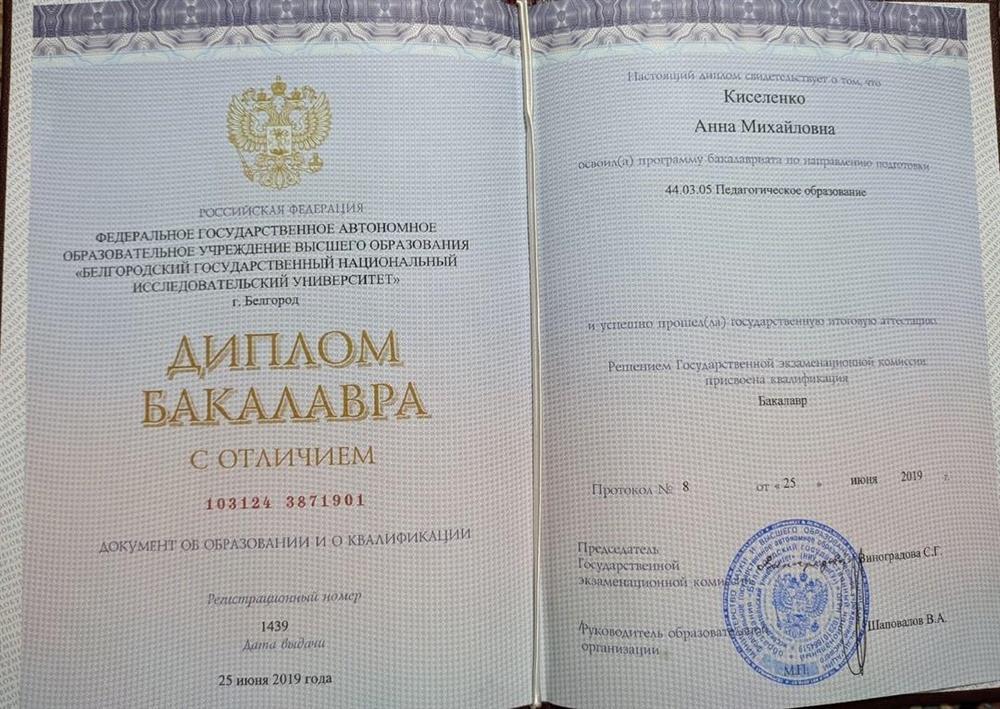 РОССИЙСКАЯ ФЕДЕРАЦИЯ
ФЕДЕРАЛЬНОЕ ГОСУДАРСТВЕННОЕ АВТОНОМНОЕ
ОБРАЗОВАТЕЛЬНОЕ УЧРЕЖДЕНИЕ ВЫСШЕГО ОБРАЗОВАНИЯ
«БЕЛГОРОДСКИЙ ГОСУДАРСТВЕННЫЙ НАЦИОНАЛЬНЫЙ
ИССЛЕДОВАТЕЛЬСКИЙ УНИВЕРСИТЕТ»
г. Белгород
ДИПЛОМ
БАКАЛАВРА
С ОТЛИЧИЕМ
103124 3871901
ДОКУМЕНТ ОБ ОБРАЗОВАНИИ И О КВАЛИФИКАЦИИ
Регистрационный номер
1439
Дата выдачи
25 июня 2019 года
Настоящий диплом свидетельствует о том, что
Киселенко
Анна Михайловна
освоил(а) программу бакалавриата по направлению подготовки
44.03.05 Педагогическое образование
и успешно прошел(ла) государственную итоговую аттестацию
Решением Государственной экзаменационной комиссии
присвоена квалификация
Бакалавр
Протокол № 8 от « 25 » июня 2019 г.
Председатель
Государственной
экзаменационной Виноградова С.Г.
Руководитель образовательной Шаповалов В.А.
организации
М.П.